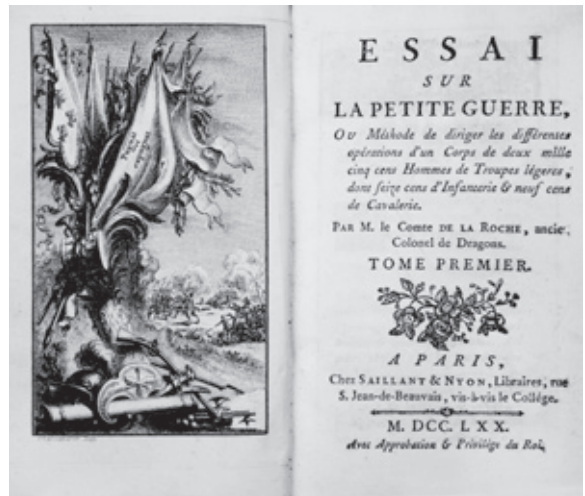 ESSAI
SUR
LA PETITE GUERRE,
OU Méthode de diriger les différentes
opérations d'un Corps de deux mille
cinq cens Hommes de Troupes légeres,
dont seize cens d'Infanterie & neuf cens
de Cavalerie.
PAR M. le Comte DE LA ROCHE, ancien
Colonel de Dragons.
TOME PREMIER.
A PARIS,
Chez SAILLANT & NYON, Libraires, rue
S. Jean-de-Beauvais, vis-à-vis le Collége.
M. DCC. LXX.
Avec Approbation & Privilége du Roi.